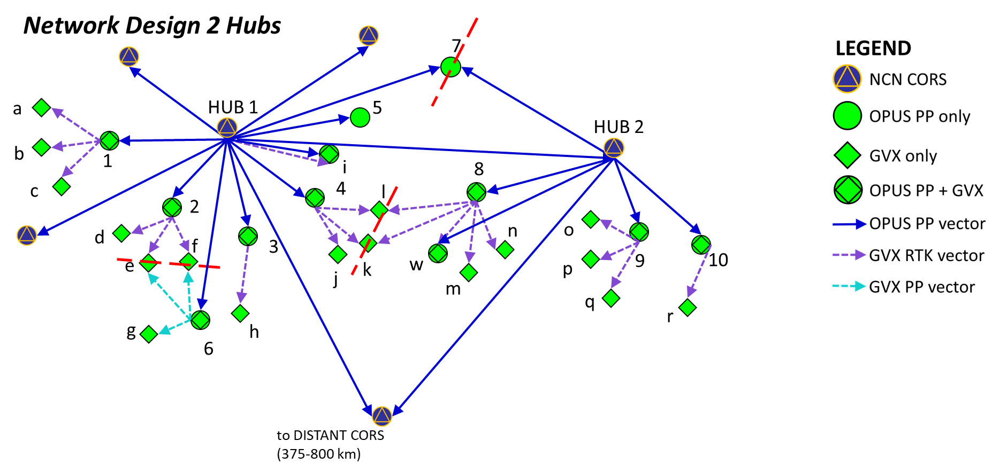 Network Design 2 Hubs
7
LEGEND
NCN CORS
a
HUB 1
5
OPUS PP only
HUB 2
b
1
i
8
GVX only
c
4
l
OPUS PP + GVX
2
OPUS PP vector
d
f
3
n
o
e
j
k
w
m
p
9
10
GVX RTK vector
g
h
q
r
GVX PP vector
6
to DISTANT CORS
(375-800 km)